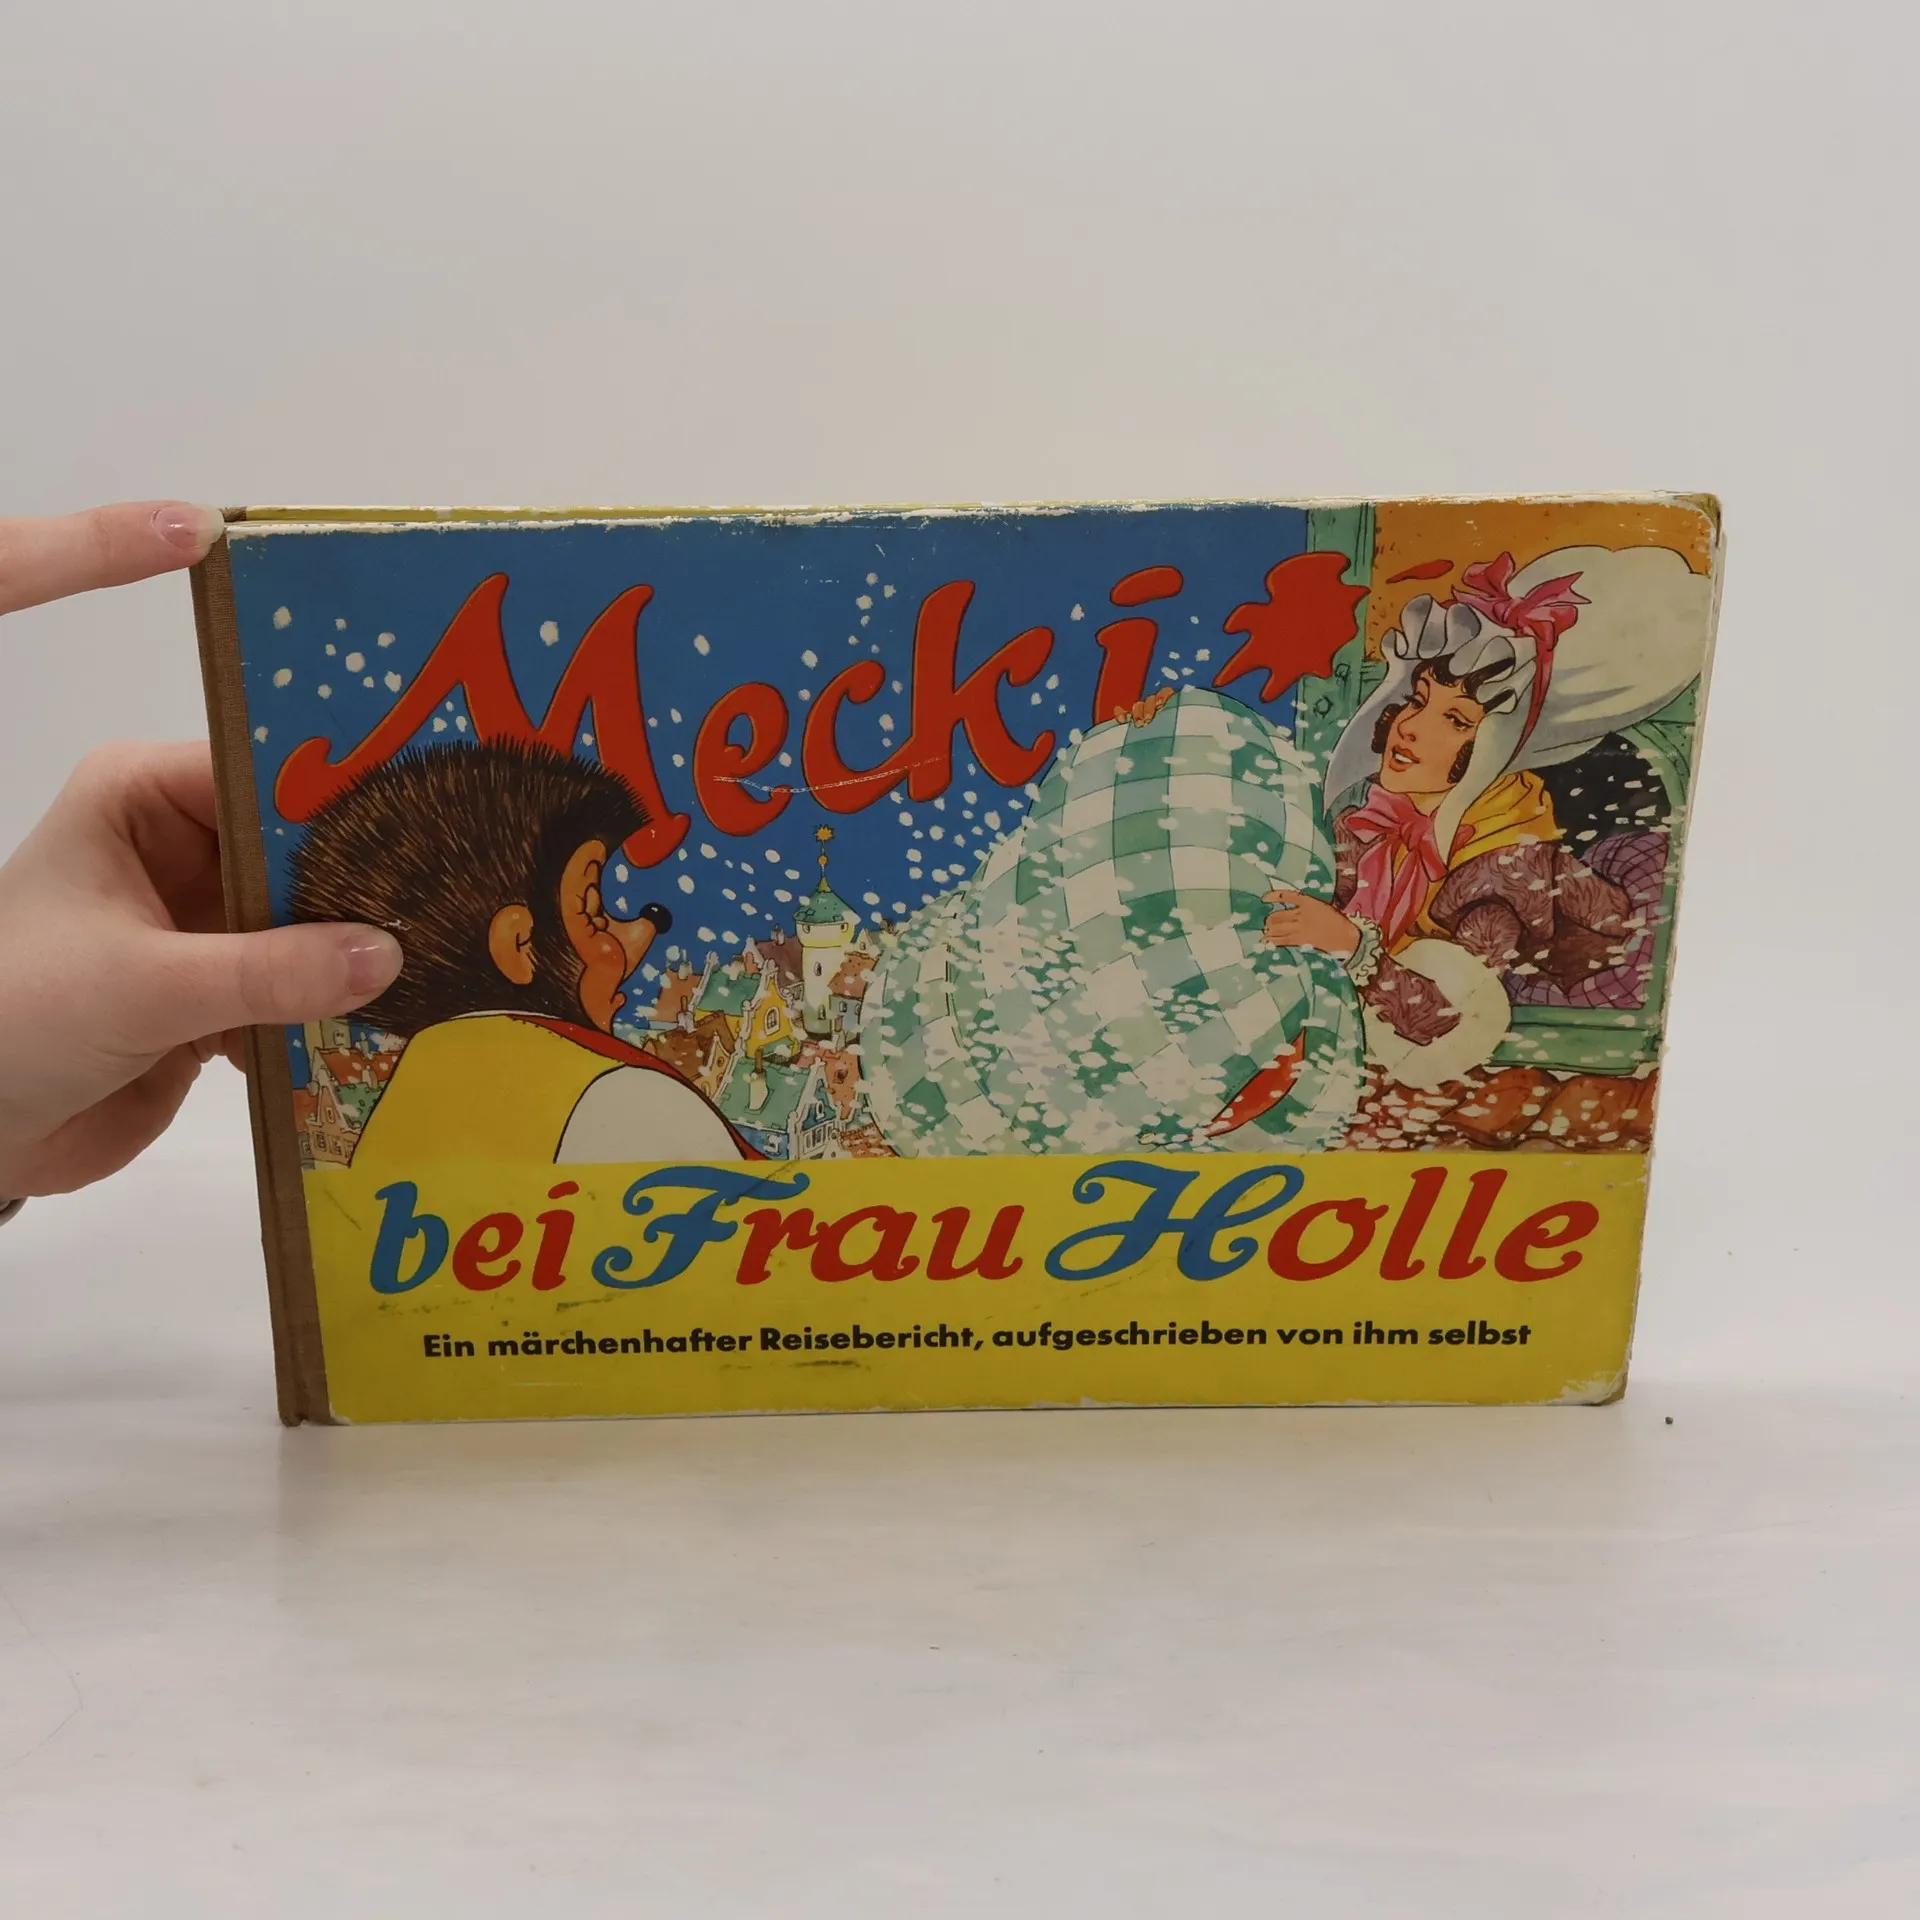 Mecki
bei Frau Holle
Ein märchenhafter Reisebericht, aufgeschrieben von ihm selbst